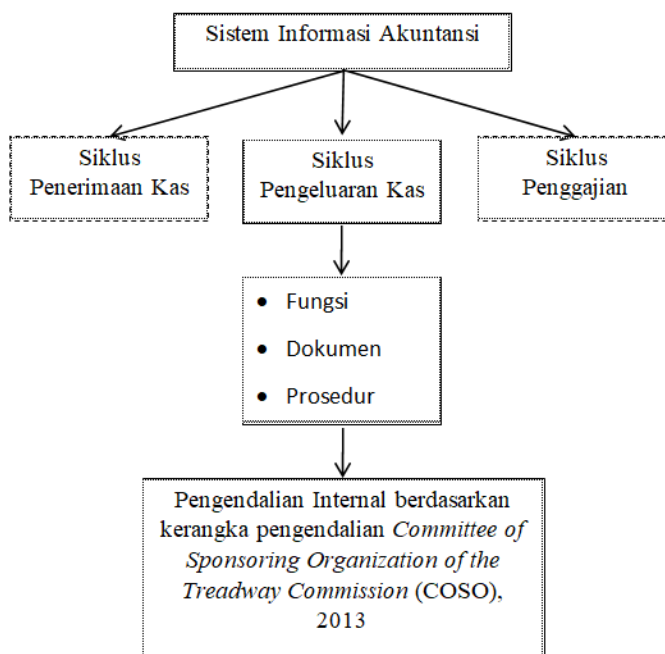 Sistem Informasi Akuntansi
Siklus
Penerimaan Kas
Siklus
Pengeluaran Kas
Siklus
Penggajian
• Fungsi
• Dokumen
• Prosedur
Pengendalian Internal berdasarkan
kerangka pengendalian Committee of
Sponsoring Organization of the
Treadway Commission (COSO),
2013